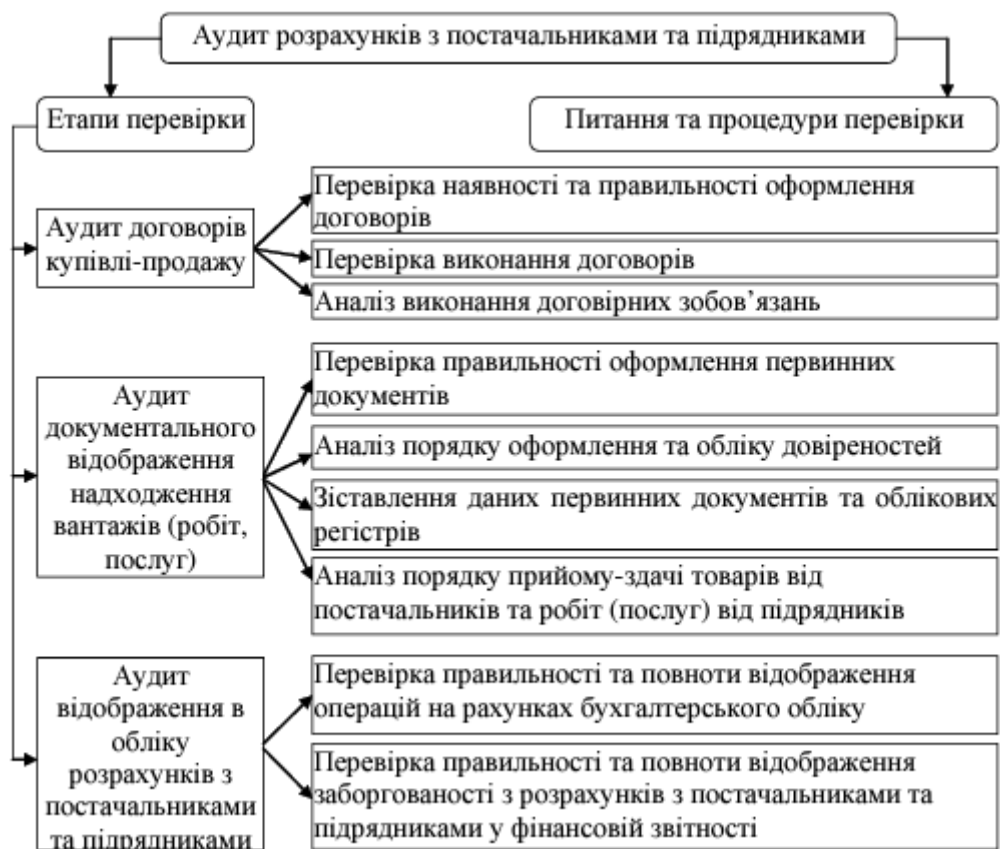 Аудит розрахунків з постачальниками та підрядниками
Етапи перевірки
Питання та процедури перевірки
Аудит договорів
купівлі-продажу
Перевірка наявності та правильності оформлення
договорів
Перевірка виконання договорів
Аналіз виконання договірних зобов’язань
Аудит
документального
відображення
надходження
вантажів (робіт,
послуг)
Перевірка правильності оформлення первинних
документів
Аналіз порядку оформлення та обліку довіреностей
Зіставлення даних первинних документів та облікових
регістрів
Аналіз порядку прийому-здачі товарів від
постачальників та робіт (послуг) від підрядників
Аудит
відображення в
обліку
розрахунків з
постачальниками
та підрядниками
Перевірка правильності та повноти відображення
операцій на рахунках бухгалтерського обліку
Перевірка правильності та повноти відображення
заборгованості з розрахунків з постачальниками та
підрядниками у фінансовій звітності